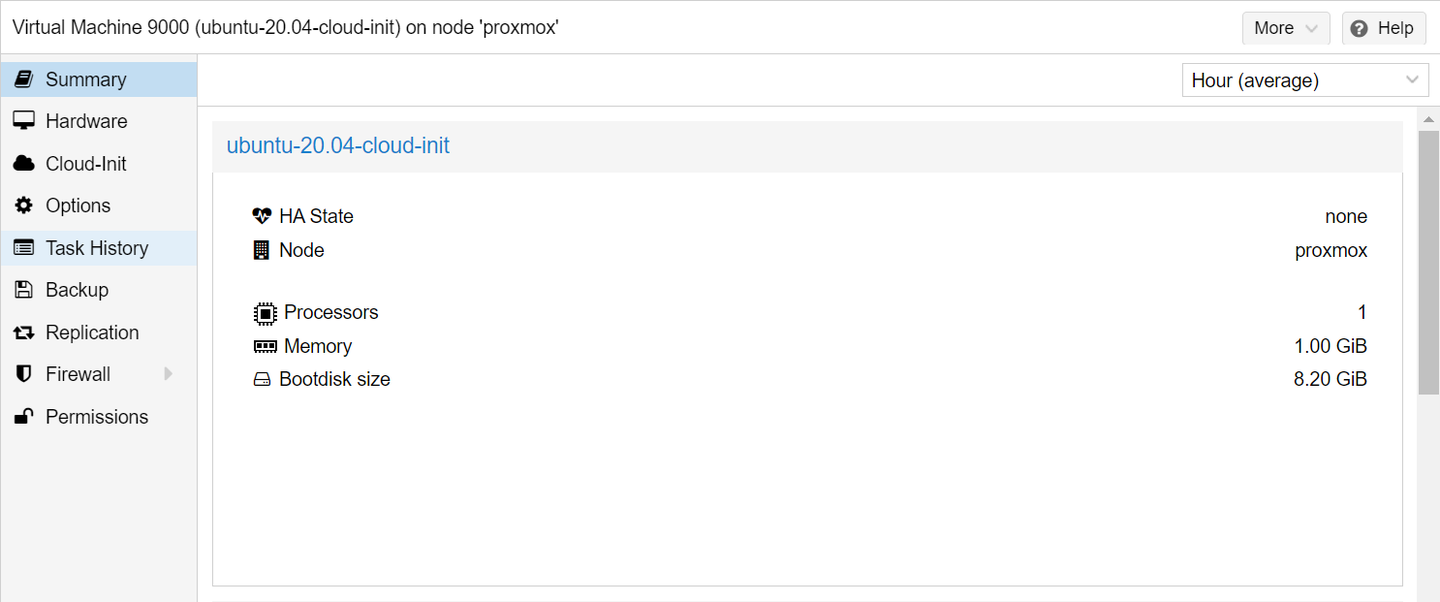 Virtual Machine 9000 (ubuntu-20.04-cloud-init) on node 'proxmox'
More
Help
Summary
Hardware
Cloud-Init
Options
Task History
Backup
Replication
Firewall
Permissions
Hour (average)
ubuntu-20.04-cloud-init
HA State none
Node proxmox
Processors 1
Memory 1.00 GiB
Bootdisk size 8.20 GiB